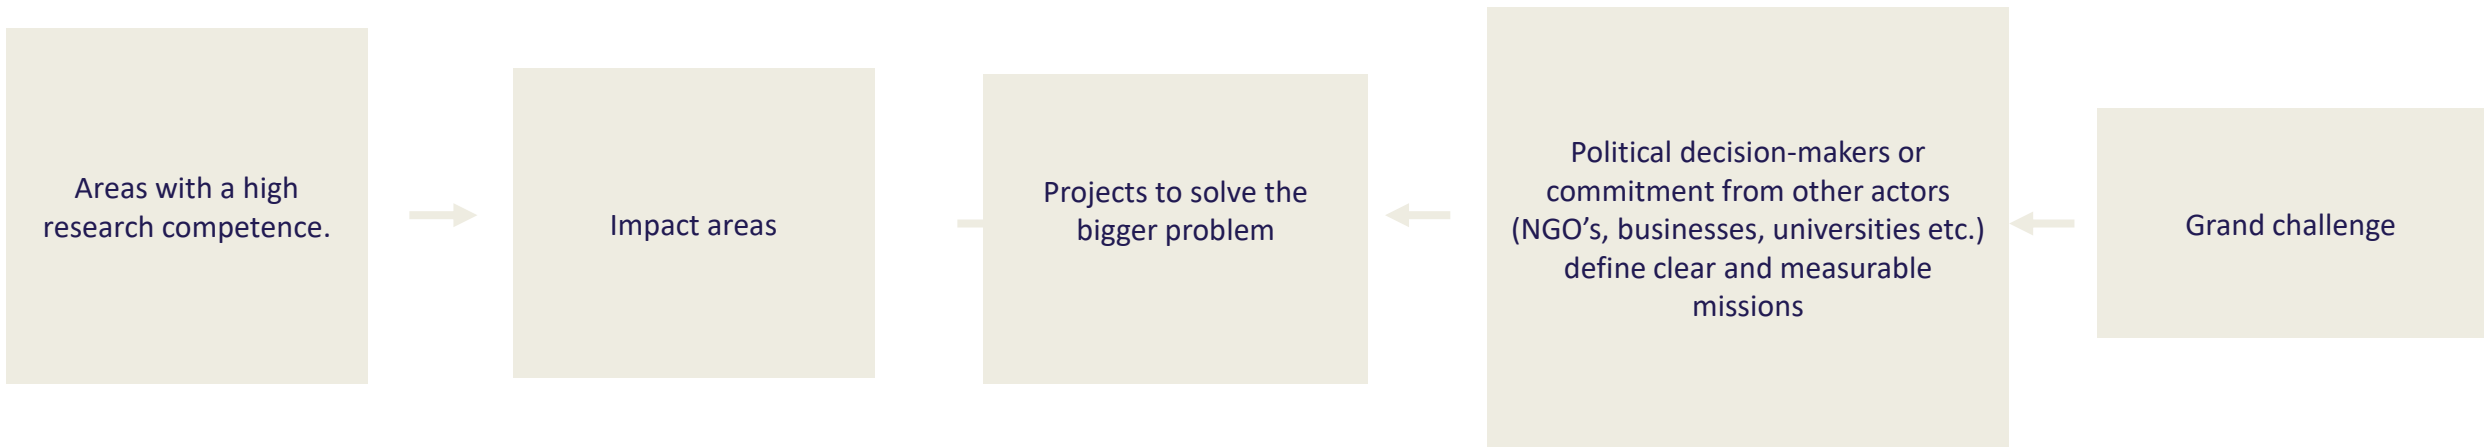 Areas with a high
research competence.
Impact areas
Projects to solve the
bigger problem
Political decision-makers or
commitment from other actors
(NGO’s, businesses, universities etc.)
define clear and measurable
missions
Grand challenge